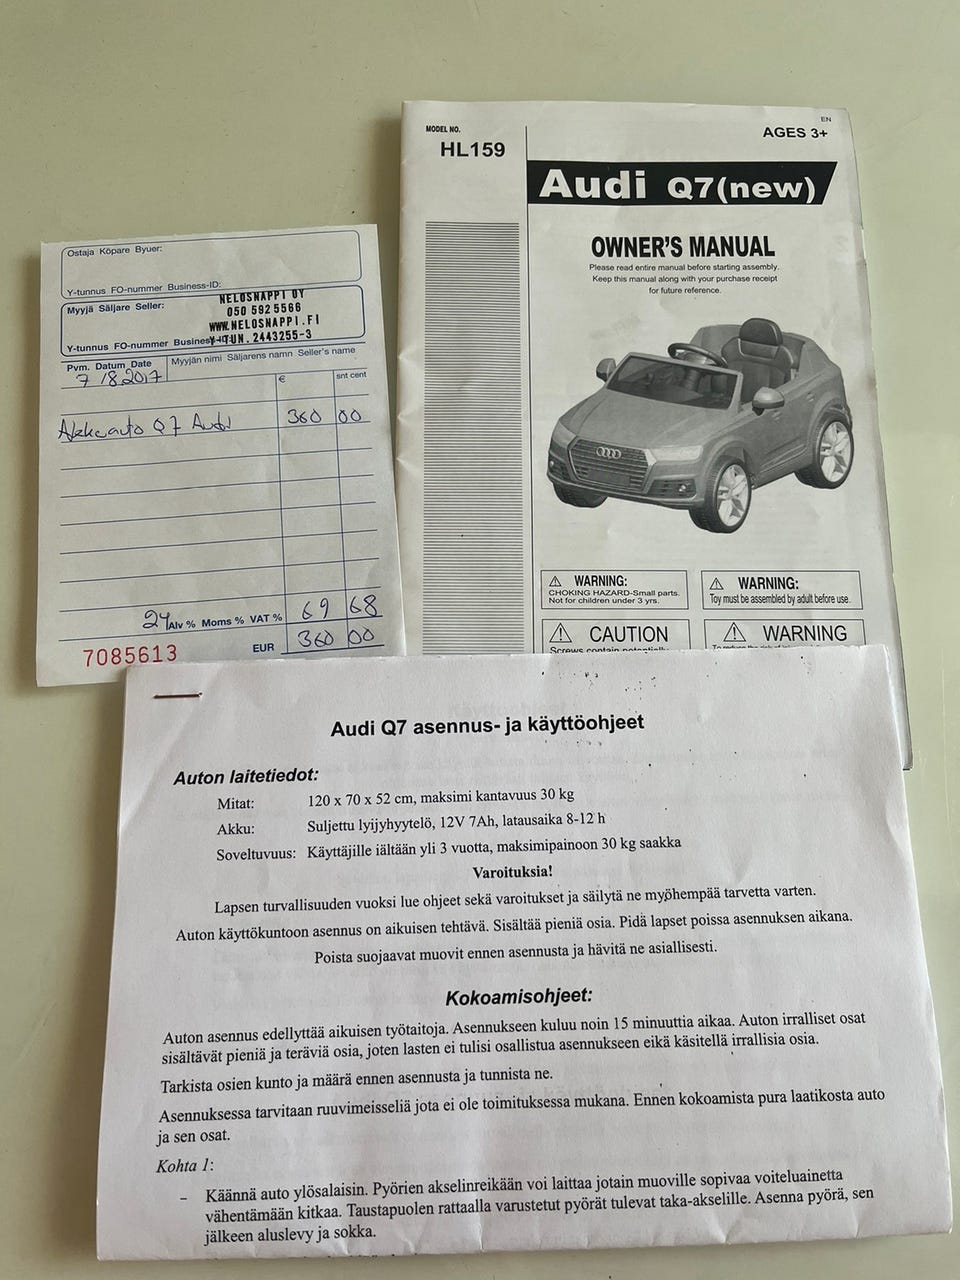 Ostaja Köpare Byuer:
Y-tunnus FO-nummer Business-ID:
Myyjä Säljare Seller:
NELOSNAPPI OY
050 592 5566
WWW.NELOSNAPPI.FI
Y-TUN. 2443255-3
Y-tunnus FO-nummer Business-ID:
Pvm. Datum Date
Myyjän nimi Säljarens namn Seller's name
7/8.2017
€ snt cent
Akkuauto Q7 Audi 360 00
24 Alv % Moms % VAT % 69 68
7085613 EUR 360 00
MODEL NO.
HL159
EN
AGES 3+
Audi Q7(new)
OWNER'S MANUAL
Please read entire manual before starting assembly.
Keep this manual along with your purchase receipt
for future reference.
WARNING:
CHOKING HAZARD-Small parts.
Not for children under 3 yrs.
WARNING:
Toy must be assembled by adult before use.
CAUTION
Screws contain potentially
WARNING
To reduce the risk of
Audi Q7 asennus- ja käyttöohjeet
Auton laitetiedot:
Mitat: 120 x 70 x 52 cm, maksimi kantavuus 30 kg
Akku: Suljettu lyijyhyytelö, 12V 7Ah, latausaika 8-12 h
Soveltuvuus: Käyttäjille iältään yli 3 vuotta, maksimipainoon 30 kg saakka
Varoituksia!
Lapsen turvallisuuden vuoksi lue ohjeet sekä varoitukset ja säilytä ne myöhempää tarvetta varten.
Auton käyttökuntoon asennus on aikuisen tehtävä. Sisältää pieniä osia. Pidä lapset poissa asennuksen aikana.
Poista suojaavat muovit ennen asennusta ja hävitä ne asiallisesti.
Kokoamisohjeet:
Auton asennus edellyttää aikuisen työtaitoja. Asennukseen kuluu noin 15 minuuttia aikaa. Auton irralliset osat
sisältävät pieniä ja teräviä osia, joten lasten ei tulisi osallistua asennukseen eikä käsitellä irrallisia osia.
Tarkista osien kunto ja määrä ennen asennusta ja tunnista ne.
Asennuksessa tarvitaan ruuvimeisseliä jota ei ole toimituksessa mukana. Ennen kokoamista pura laatikosta auto
ja sen osat.
Kohta 1:
- Käännä auto ylösalaisin. Pyörien akselinreikään voi laittaa jotain muoville sopivaa voiteluainetta
vähentämään kitkaa. Taustapuolen rattaalla varustetut pyörät tulevat taka-akselille. Asenna pyörä, sen
jälkeen aluslevy ja sokka.